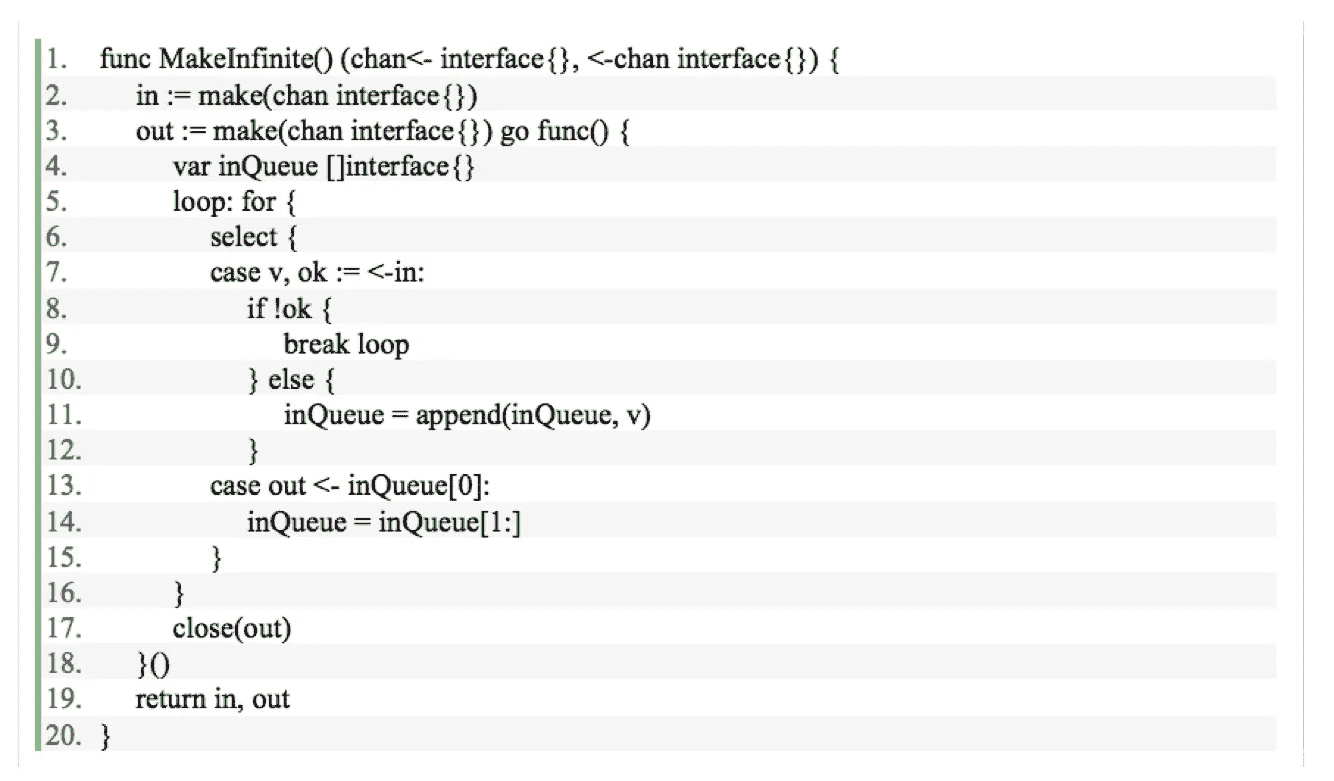 1. func MakeInfinite() (chan<- interface{}, <-chan interface{}) {
2. in := make(chan interface{})
3. out := make(chan interface{}) go func() {
4. var inQueue []interface{}
5. loop: for {
6. select {
7. case v, ok := <-in:
8. if !ok {
9. break loop
10. } else {
11. inQueue = append(inQueue, v)
12. }
13. case out <- inQueue[0]:
14. inQueue = inQueue[1:]
15. }
16. }
17. close(out)
18. }()
19. return in, out
20. }